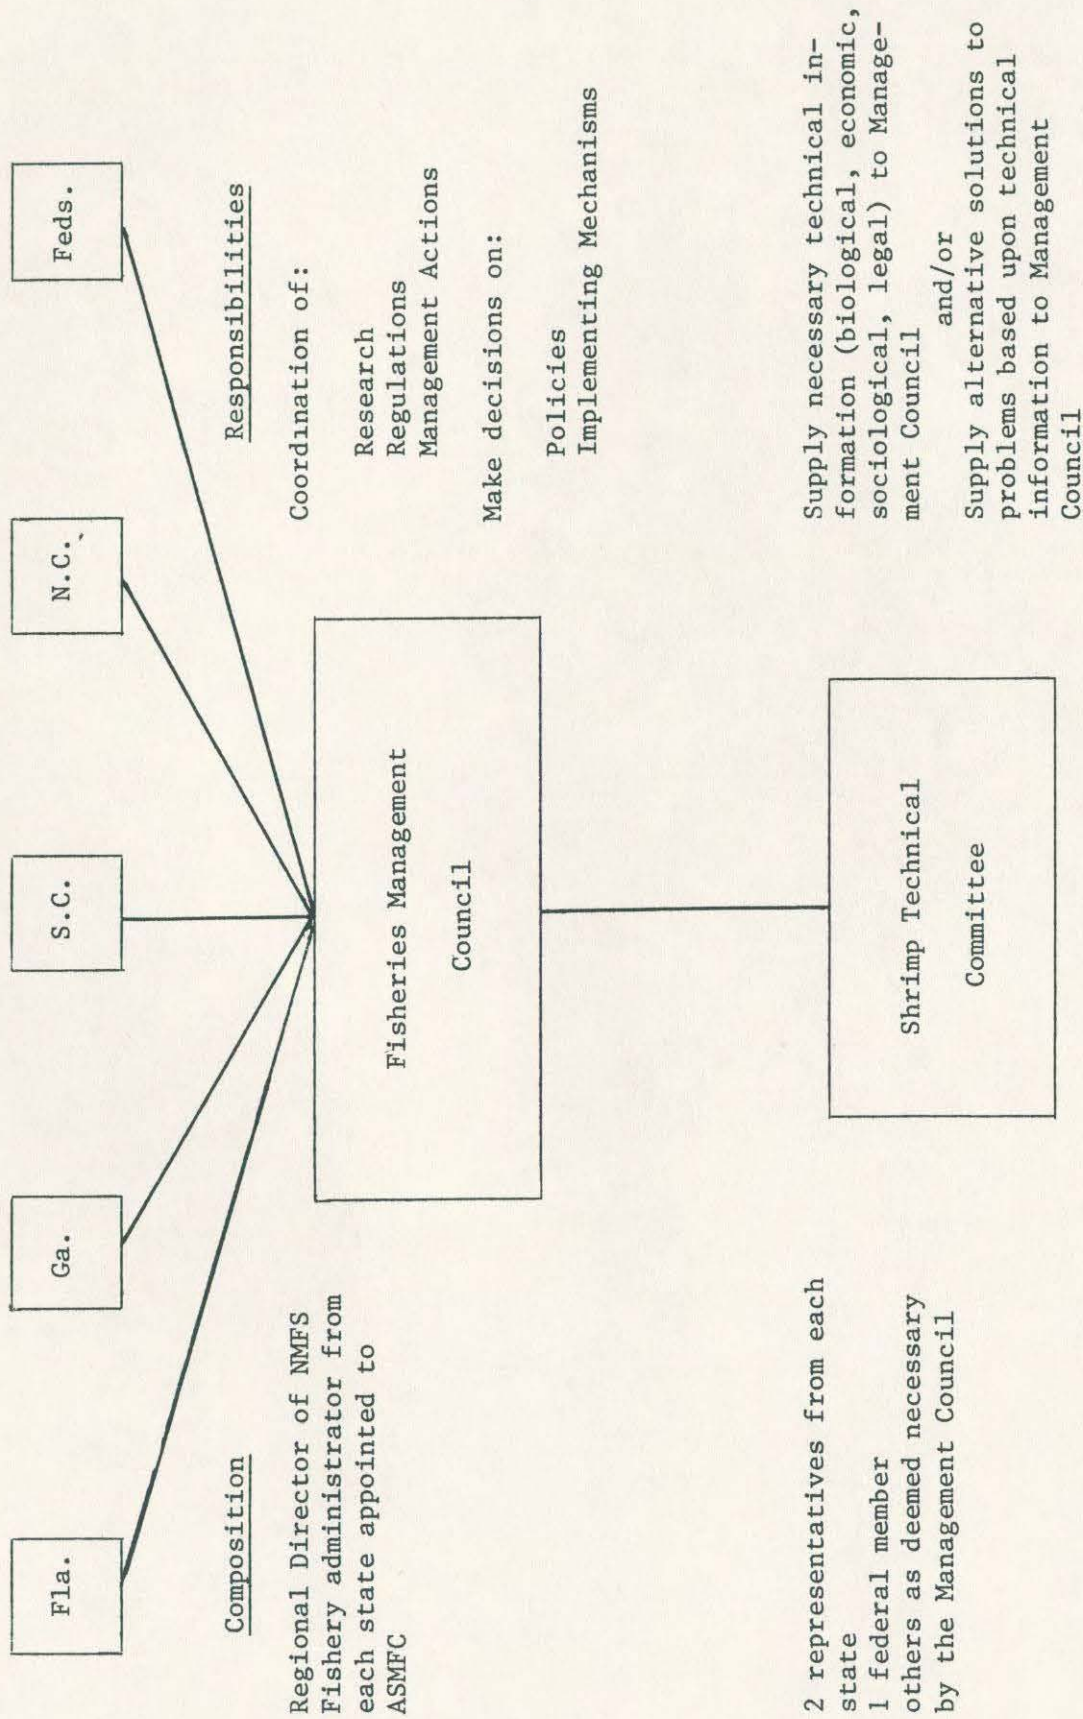 Fla.
Ga.
S.C.
N.C.
Feds.
Composition
Regional Director of NMFS
Fishery administrator from
each state appointed to
ASMFC
Fisheries Management
Council
Responsibilities
Coordination of:
Research
Regulations
Management Actions
Make decisions on:
Policies
Implementing Mechanisms
2 representatives from each
state
1 federal member
others as deemed necessary
by the Management Council
Shrimp Technical
Committee
Supply necessary technical in-
formation (biological, economic,
sociological, legal) to Manage-
ment Council
and/or
Supply alternative solutions to
problems based upon technical
information to Management
Council